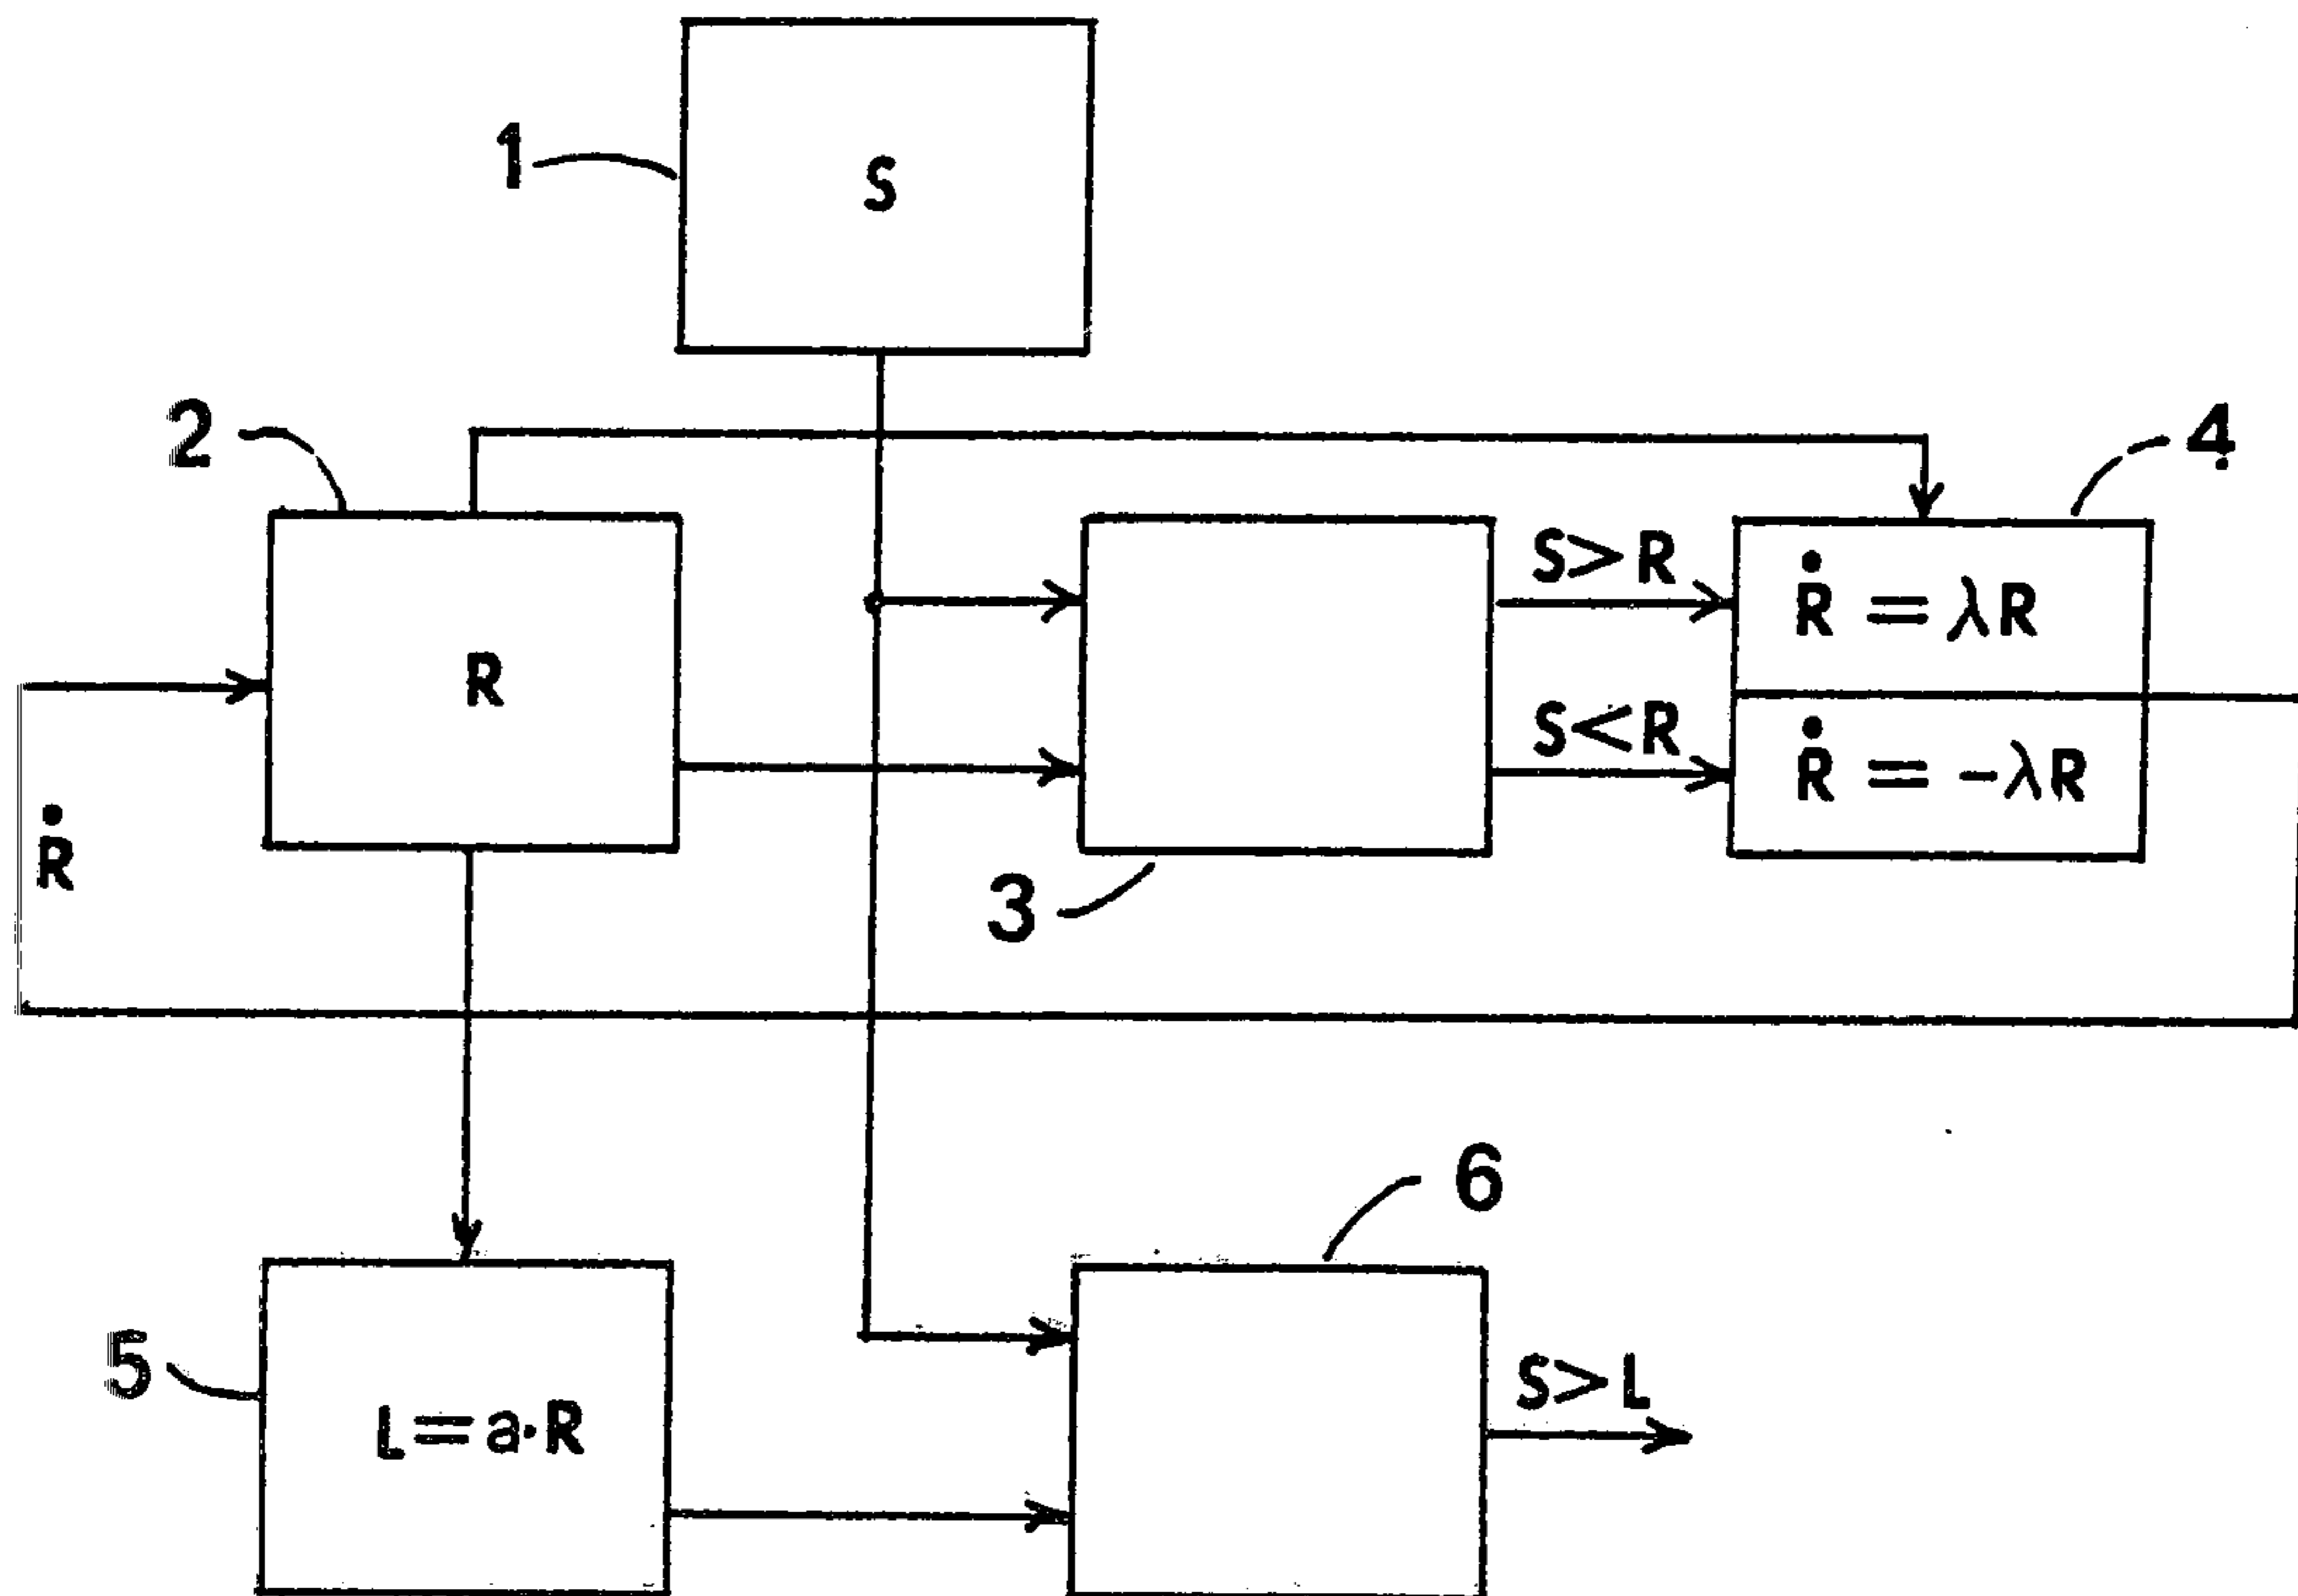 1
S
2
4
S>R
Ṙ = λR
R
S<R
Ṙ = -λR
Ṙ
3
6
5
S>L
L=a·R